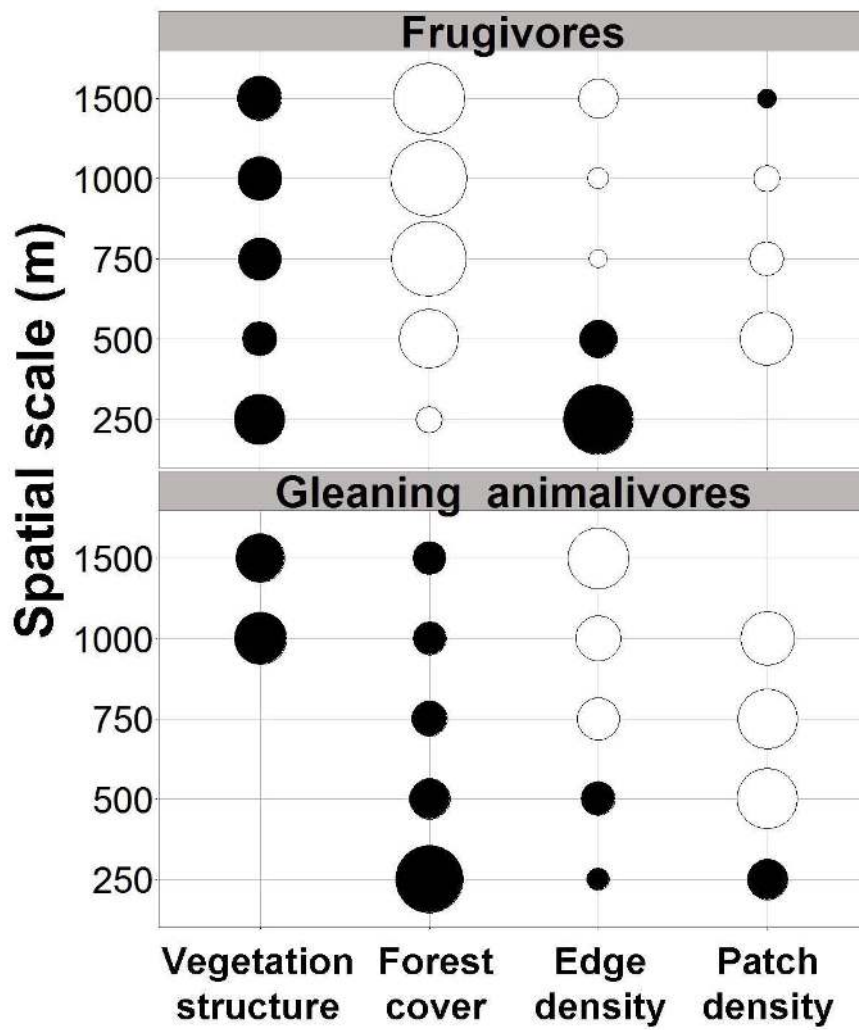 Frugivores
1500
1000
750
500
250
Gleaning animalivores
1500
1000
750
500
250
Spatial scale (m)
Vegetation structure
Forest cover
Edge density
Patch density